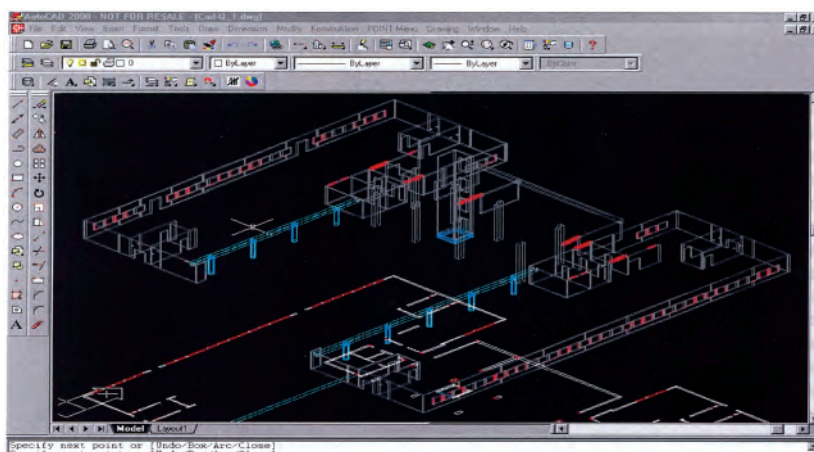 AutoCAD 2000 - NOT FOR RESALE - [Cad-G_1.dwg]
File Edit View Insert Format Tools Draw Dimension Modify Konstruktion POINT-Menu Drawing Window Help
0 ByLayer ByLayer ByLayer ByColor
Model Layout1
Specify next point or [Undo/Box/Arc/Close]: